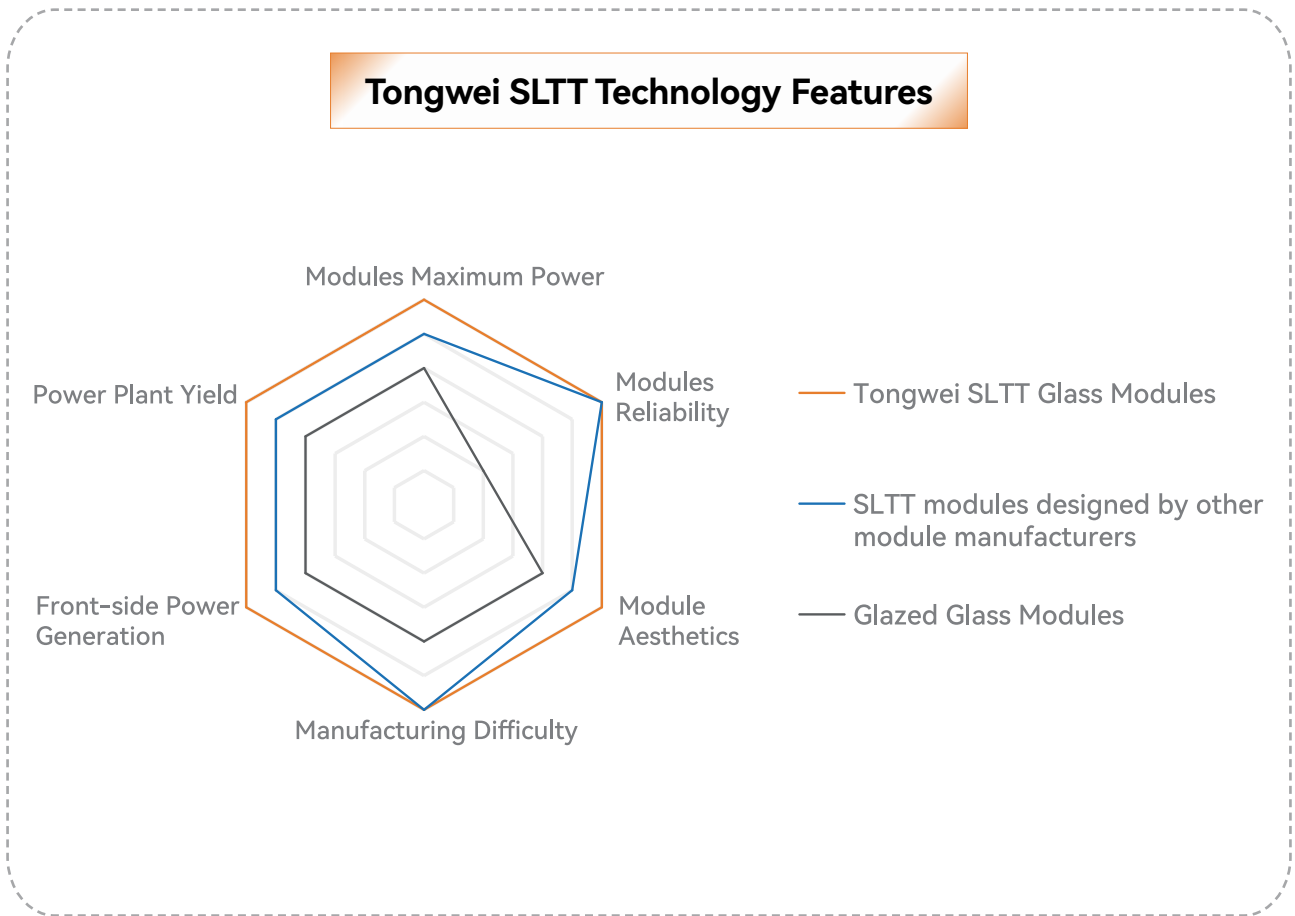 Tongwei SLTT Technology Features
Modules Maximum Power
Power Plant Yield
Modules
Reliability
Front-side Power
Generation
Module
Aesthetics
Manufacturing Difficulty
Tongwei SLTT Glass Modules
SLTT modules designed by other
module manufacturers
Glazed Glass Modules